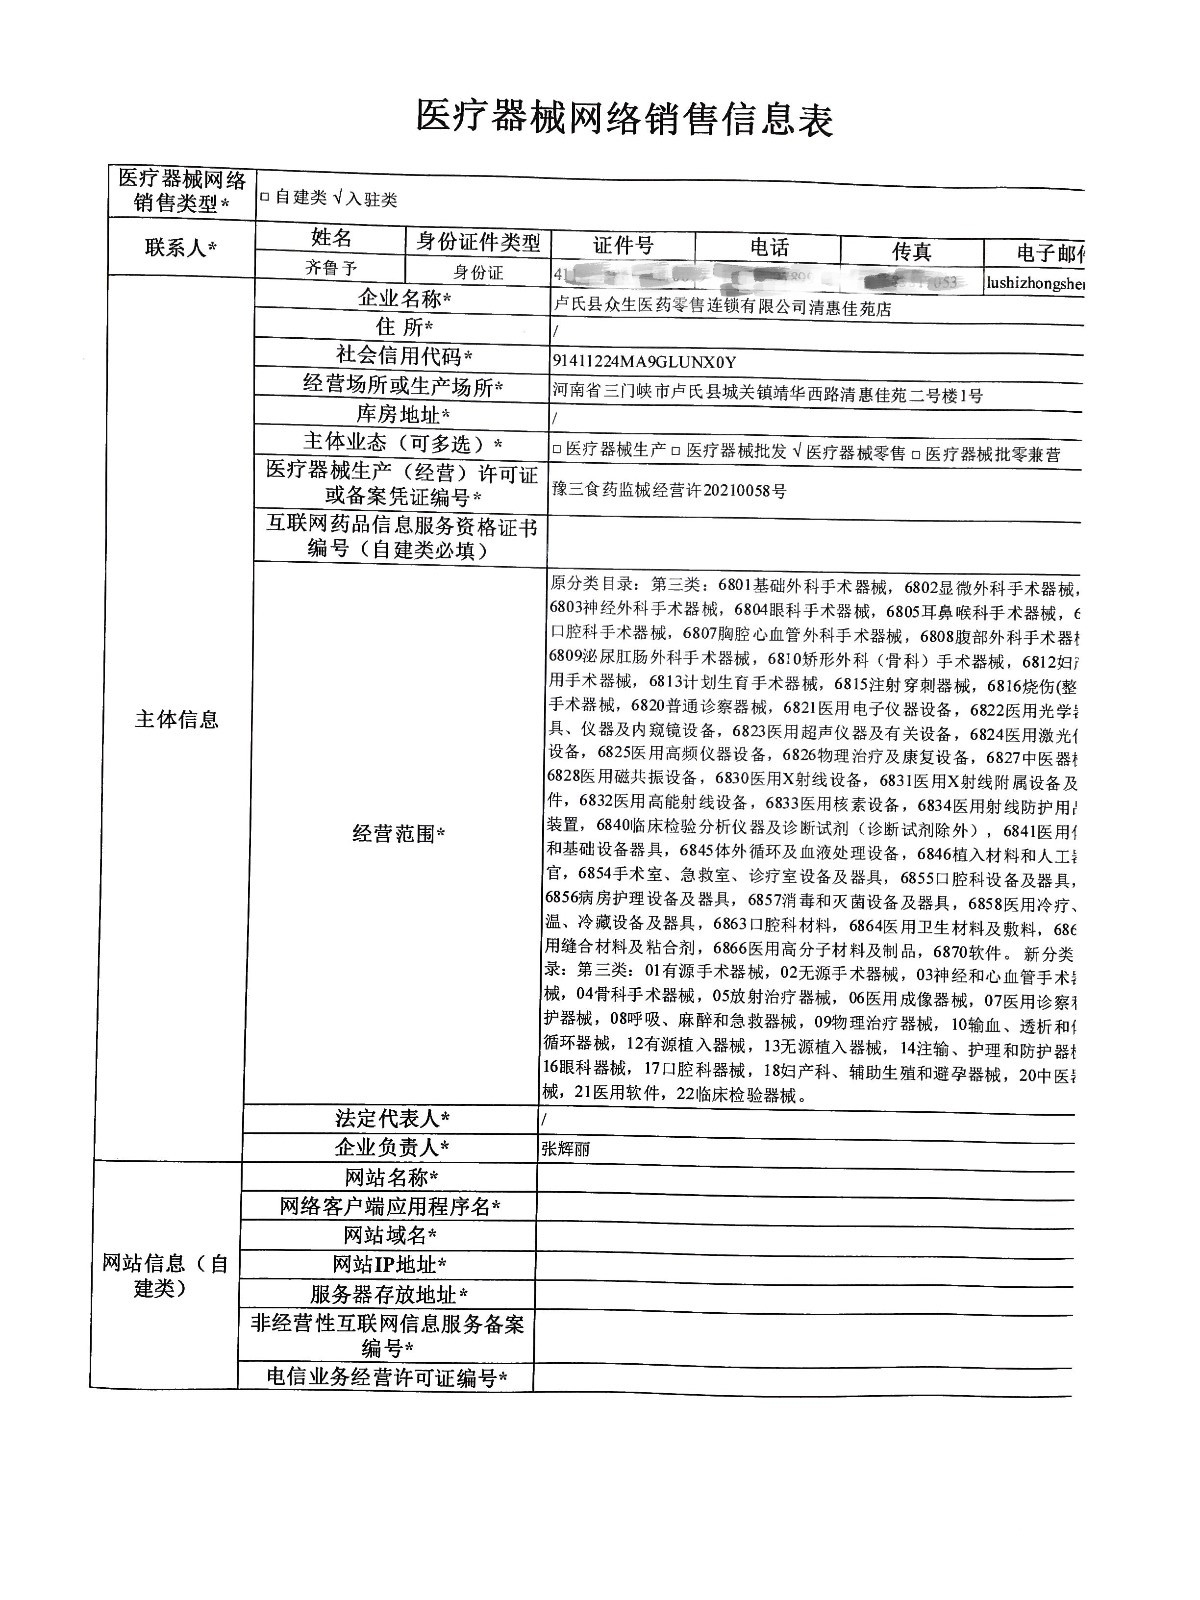 医疗器械网络销售信息表
医疗器械网络
销售类型*
□ 自建类 √入驻类
联系人*
姓名 身份证件类型 证件号 电话 传真 电子邮件
齐鲁予 身份证 lushizhongshe
主体信息
企业名称* 卢氏县众生医药零售连锁有限公司清惠佳苑店
住 所* /
社会信用代码* 91411224MA9GLUNX0Y
经营场所或生产场所* 河南省三门峡市卢氏县城关镇靖华西路清惠佳苑二号楼1号
库房地址* /
主体业态（可多选）* □ 医疗器械生产 □ 医疗器械批发 √ 医疗器械零售 □ 医疗器械批零兼营
医疗器械生产（经营）许可证
或备案凭证编号*
豫三食药监械经营许20210058号
互联网药品信息服务资格证书
编号（自建类必填）
经营范围*
原分类目录：第三类：6801基础外科手术器械，6802显微外科手术器械，
6803神经外科手术器械，6804眼科手术器械，6805耳鼻喉科手术器械，
口腔科手术器械，6807胸腔心血管外科手术器械，6808腹部外科手术器
6809泌尿肛肠外科手术器械，6810矫形外科（骨科）手术器械，6812妇
用手术器械，6813计划生育手术器械，6815注射穿刺器械，6816烧伤(整
手术器械，6820普通诊察器械，6821医用电子仪器设备，6822医用光学
具、仪器及内窥镜设备，6823医用超声仪器及有关设备，6824医用激光
设备，6825医用高频仪器设备，6826物理治疗及康复设备，6827中医器
6828医用磁共振设备，6830医用X射线设备，6831医用X射线附属设备及
件，6832医用高能射线设备，6833医用核素设备，6834医用射线防护用
装置，6840临床检验分析仪器及诊断试剂（诊断试剂除外），6841医用
和基础设备器具，6845体外循环及血液处理设备，6846植入材料和人工
官，6854手术室、急救室、诊疗室设备及器具，6855口腔科设备及器具，
6856病房护理设备及器具，6857消毒和灭菌设备及器具，6858医用冷疗、
温、冷藏设备及器具，6863口腔科材料，6864医用卫生材料及敷料，686
用缝合材料及粘合剂，6866医用高分子材料及制品，6870软件。 新分类
录：第三类：01有源手术器械，02无源手术器械，03神经和心血管手术
械，04骨科手术器械，05放射治疗器械，06医用成像器械，07医用诊察
护器械，08呼吸、麻醉和急救器械，09物理治疗器械，10输血、透析和
循环器械，12有源植入器械，13无源植入器械，14注输、护理和防护器
16眼科器械，17口腔科器械，18妇产科、辅助生殖和避孕器械，20中医
械，21医用软件，22临床检验器械。
法定代表人* /
企业负责人* 张辉丽
网站信息（自
建类）
网站名称*
网络客户端应用程序名*
网站域名*
网站IP地址*
服务器存放地址*
非经营性互联网信息服务备案
编号*
电信业务经营许可证编号*